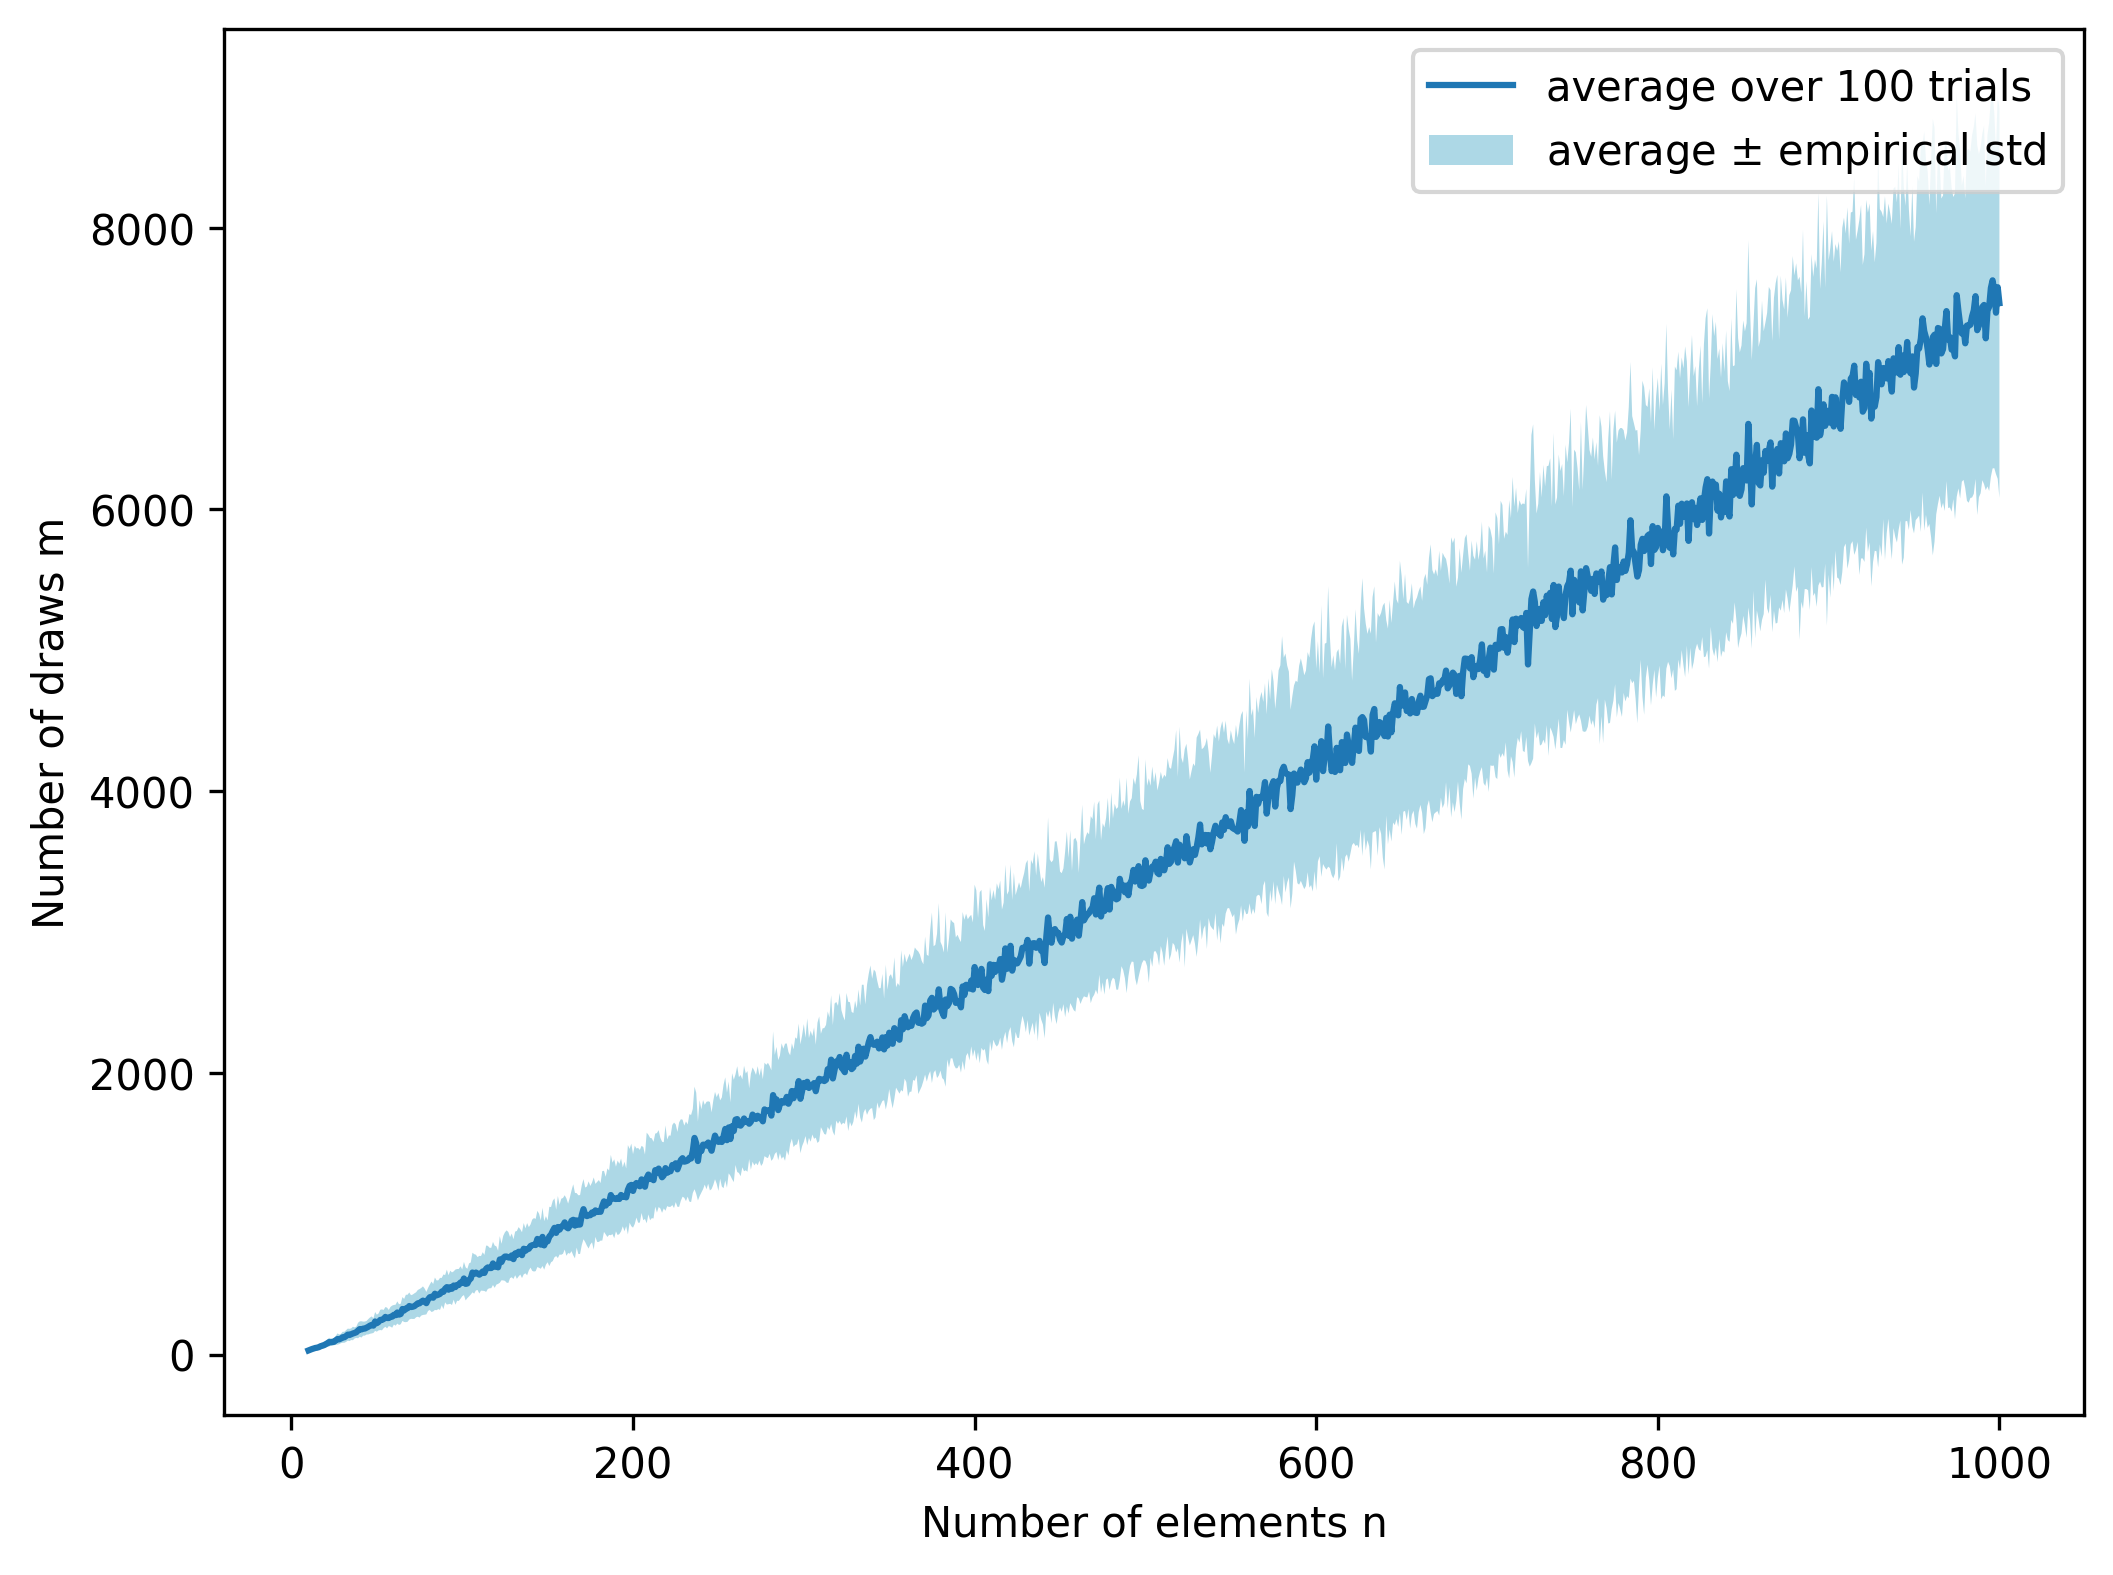 average over 100 trials
average ± empirical std
8000
6000
4000
2000
0
Number of draws m
0 200 400 600 800 1000
Number of elements n